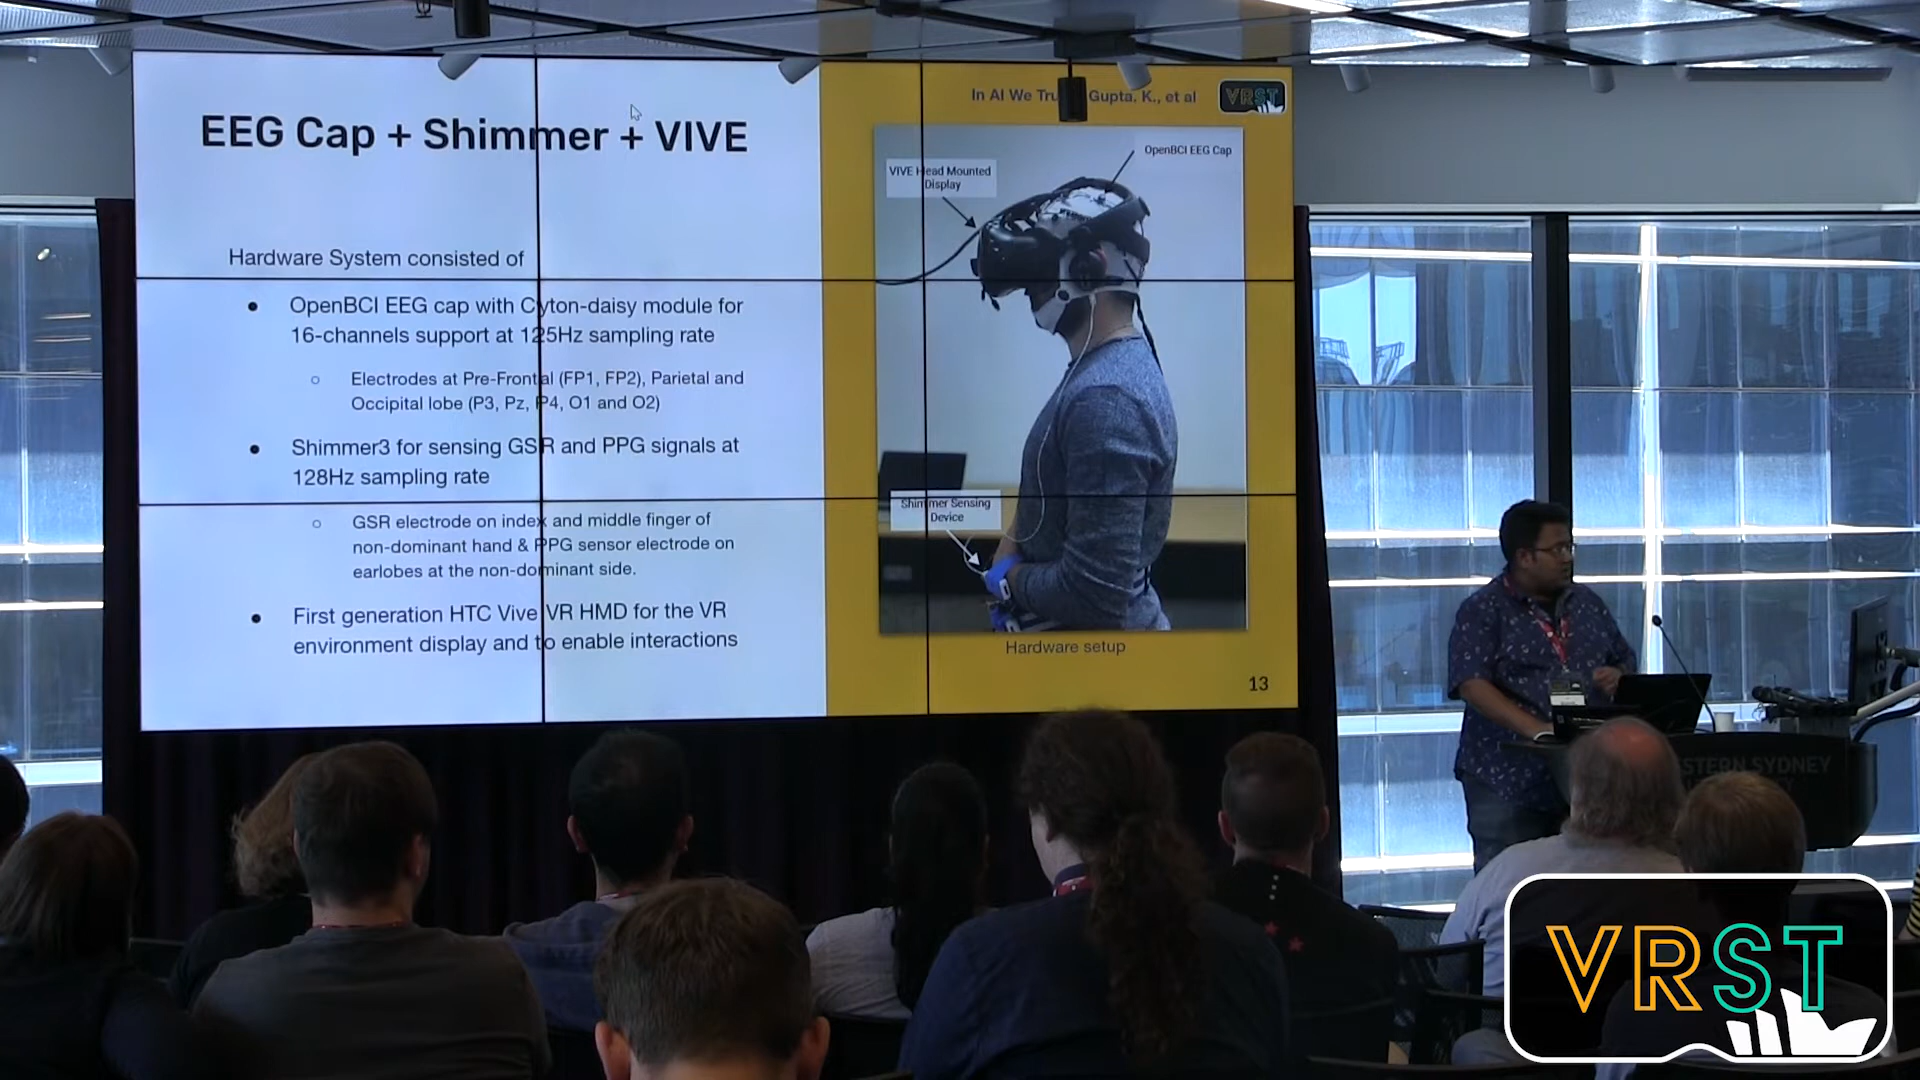 EEG Cap + Shimmer + VIVE
Hardware System consisted of
OpenBCI EEG cap with Cyton-daisy module for
16-channels support at 125Hz sampling rate
Electrodes at Pre-Frontal (FP1, FP2), Parietal and
Occipital lobe (P3, Pz, P4, O1 and O2)
Shimmer3 for sensing GSR and PPG signals at
128Hz sampling rate
GSR electrode on index and middle finger of
non-dominant hand & PPG sensor electrode on
earlobes at the non-dominant side.
First generation HTC Vive VR HMD for the VR
environment display and to enable interactions
In AI We Tru Gupta. K., et al
VRST
OpenBCI EEG Cap
VIVE Head Mounted
Display
Shimmer Sensing
Device
Hardware setup
13
STERN SYDNEY
VRST